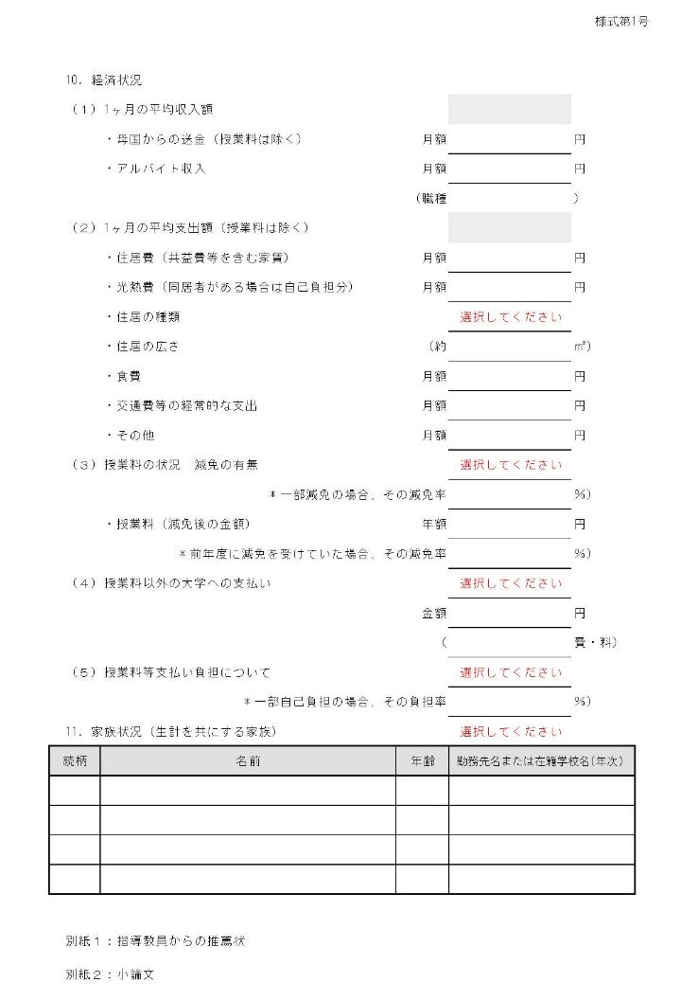 様式第1号
10．経済状況
（１）1ヶ月の平均収入額
・母国からの送金（授業料は除く） 月額 円
・アルバイト収入 月額 円
（職種 ）
（２）1ヶ月の平均支出額（授業料は除く）
・住居費（共益費等を含む家賃） 月額 円
・光熱費（同居者がある場合は自己負担分） 月額 円
・住居の種類 選択してください
・住居の広さ （約 ㎡）
・食費 月額 円
・交通費等の経常的な支出 月額 円
・その他 月額 円
（３）授業料の状況　減免の有無 選択してください
＊一部減免の場合、その減免率 %）
・授業料（減免後の金額） 年額 円
＊前年度に減免を受けていた場合、その減免率 %）
（４）授業料以外の大学への支払い 選択してください
金額 円
（ 費・料）
（５）授業料等支払い負担について 選択してください
＊一部自己負担の場合、その負担率 %）
11．家族状況（生計を共にする家族） 選択してください
続柄 名前 年齢 勤務先名または在籍学校名（年次）
別紙１：指導教員からの推薦状
別紙２：小論文